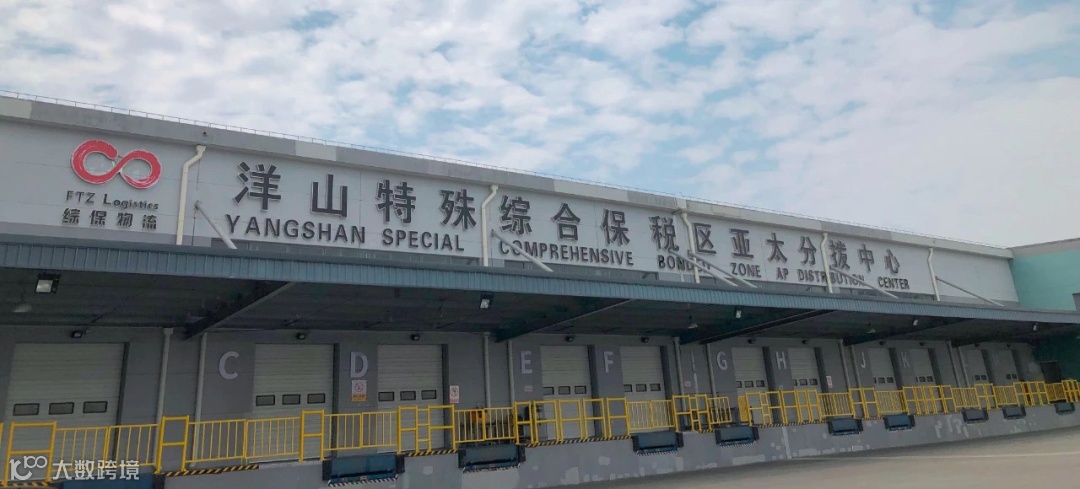 洋山特殊综合保税区亚太分拨中心
YANGSHAN SPECIAL COMPREHENSIVE BONDED ZONE AP DISTRIBUTION CENTER
FTZ Logistics
综保物流
C D E F G H J K
大数跨境